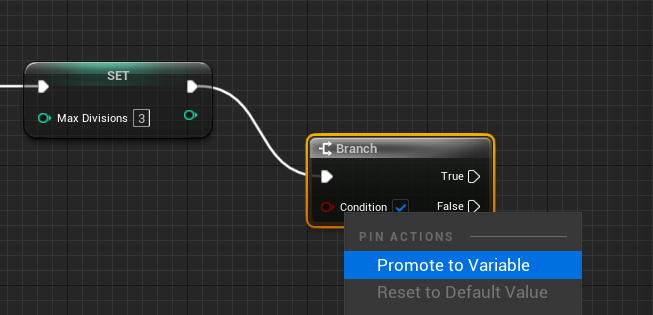 SET
Max Divisions 3
Branch
True
Condition False
PIN ACTIONS
Promote to Variable
Reset to Default Value